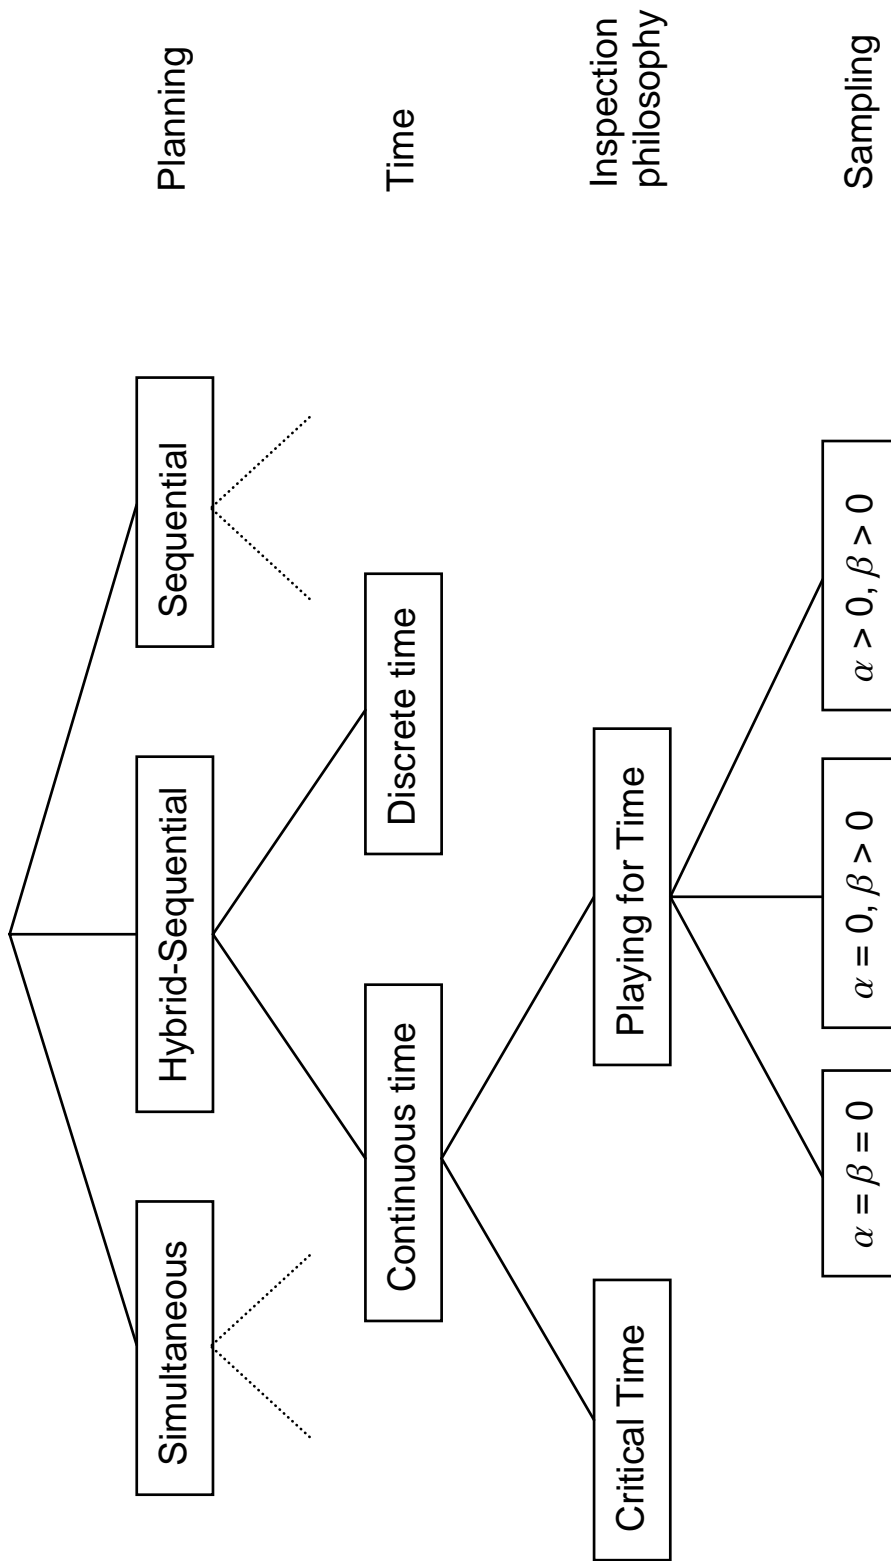 Planning
Simultaneous
Hybrid-Sequential
Sequential
Time
Continuous time
Discrete time
Inspection
philosophy
Critical Time
Playing for Time
Sampling
α = β = 0
α = 0, β > 0
α > 0, β > 0